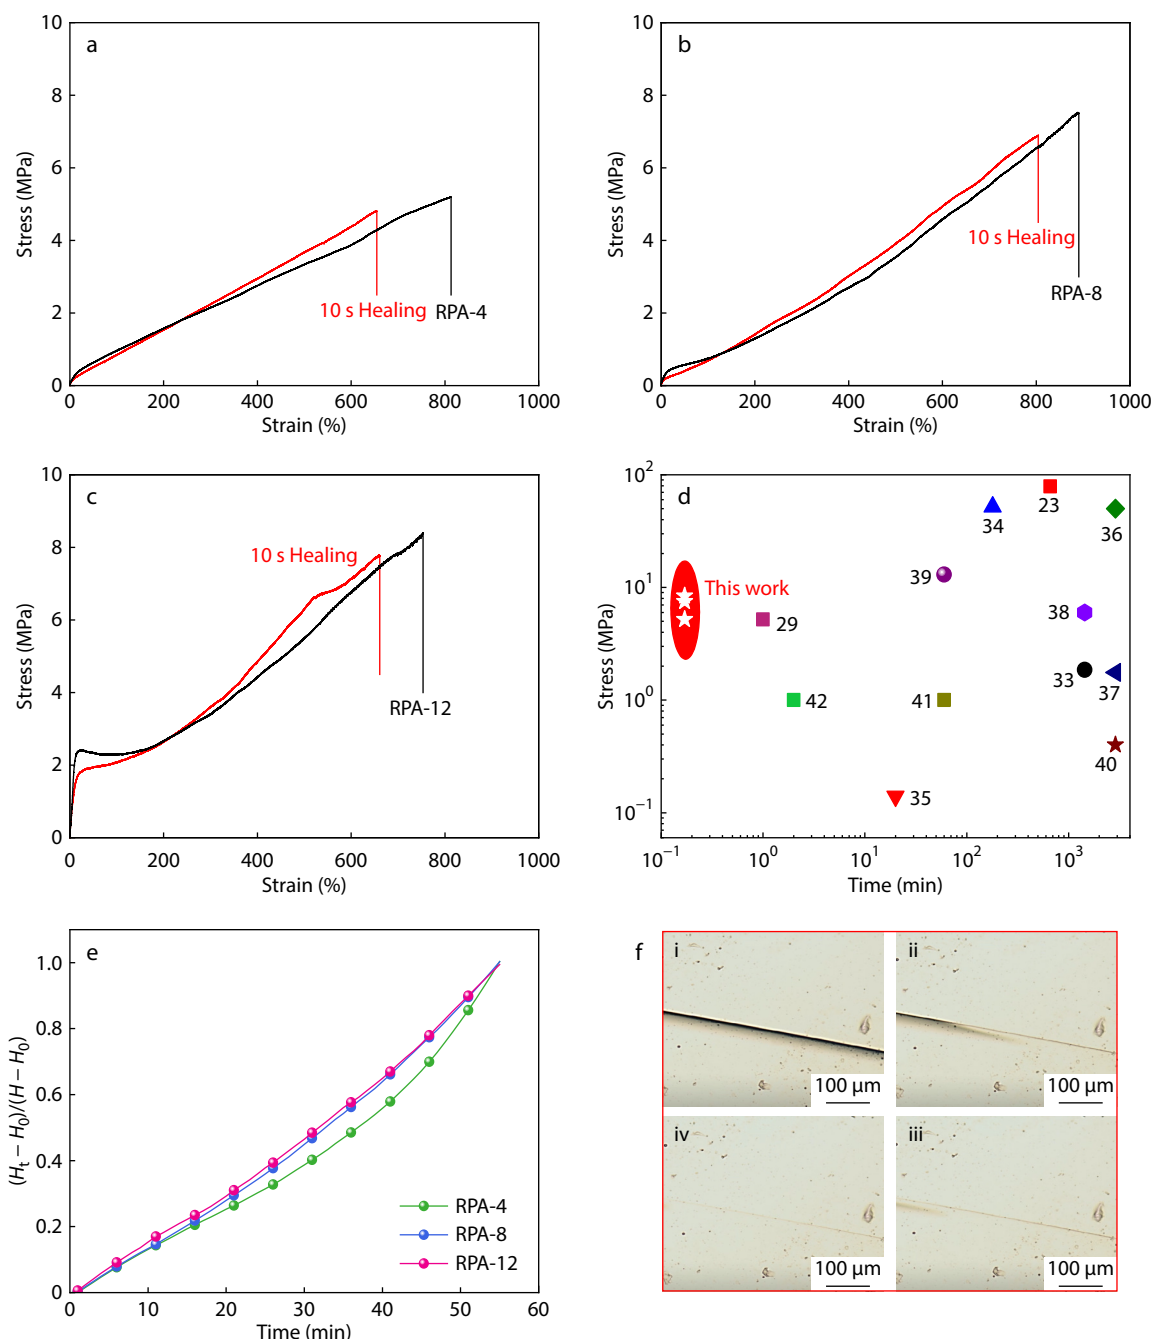 a
10
8
6
4
2
0
Stress (MPa)
10 s Healing
RPA-4
0
200
400
600
800
1000
Strain (%)
b
10
8
6
4
2
0
Stress (MPa)
10 s Healing
RPA-8
0
200
400
600
800
1000
Strain (%)
c
10
8
6
4
2
0
Stress (MPa)
10 s Healing
RPA-12
0
200
400
600
800
1000
Strain (%)
d
10²
10¹
10⁰
10⁻¹
Stress (MPa)
This work
23
34
36
39
29
38
33
37
42
41
40
35
10⁻¹
10⁰
10¹
10²
10³
Time (min)
e
1.0
0.8
0.6
0.4
0.2
0
(Hₜ − H₀)/(H − H₀)
RPA-4
RPA-8
RPA-12
0
10
20
30
40
50
60
Time (min)
f
i
100 μm
ii
100 μm
iv
100 μm
iii
100 μm